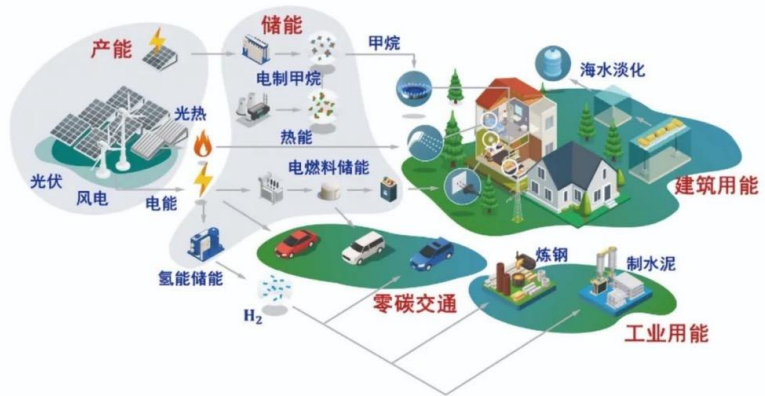 储能
产能
甲烷
电制甲烷
海水淡化
光热
热能
电燃料储能
光伏
风电
电能
建筑用能
氢能储能
炼钢
制水泥
零碳交通
H₂
工业用能